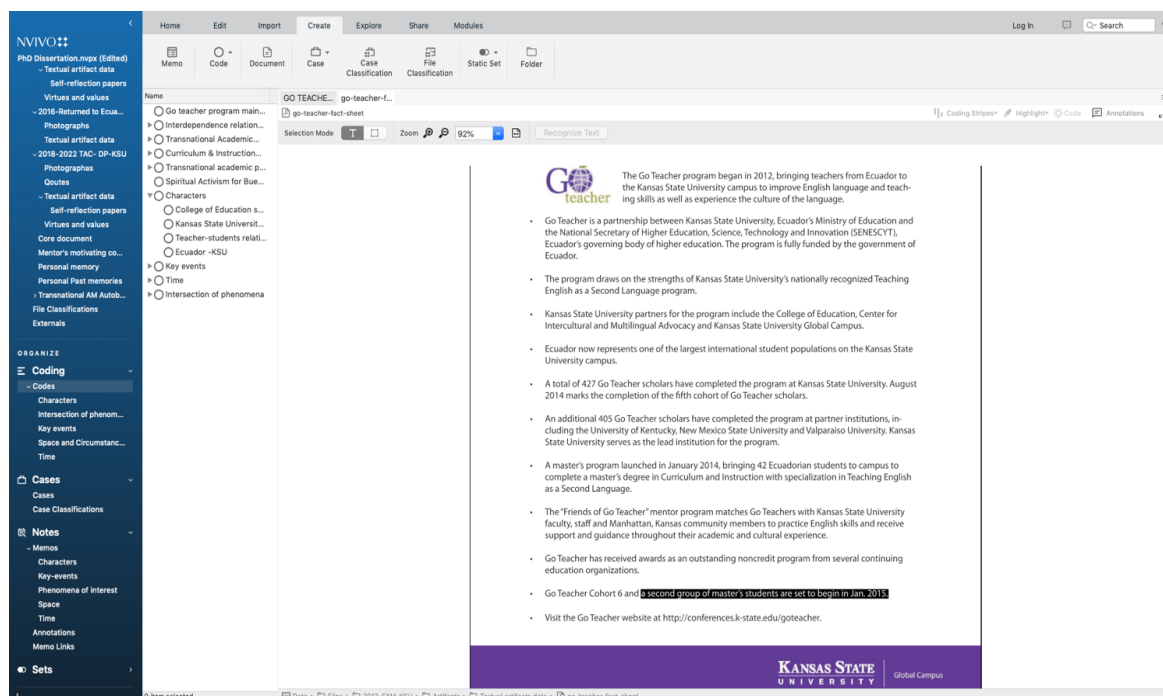 Home Edit Import Create Explore Share Modules Log In Search
NVIVO
PhD Dissertation.nvpx (Edited)
Textual artifact data
Self-reflection papers
Virtues and values
2016-Returned to Ecua...
Photographs
Textual artifact data
2018-2022 TAC- DP-KSU
Photographas
Qoutes
Textual artifact data
Self-reflection papers
Virtues and values
Core document
Mentor's motivating co...
Personal memory
Personal Past memories
Transnational AM Autob...
File Classifications
Externals
ORGANIZE
Coding
Codes
Characters
Intersection of phenom...
Key events
Space and Circumstanc...
Time
Cases
Cases
Case Classifications
Notes
Memos
Characters
Key-events
Phenomena of interest
Space
Time
Annotations
Memo Links
Sets
Memo Code Document Case Case Classification File Classification Static Set Folder
Name
Go teacher program main...
Interdependence relation...
Transnational Academic...
Curriculum & Instruction...
Transnational academic p...
Spiritual Activism for Bue...
Characters
College of Education s...
Kansas State Universit...
Teacher-students relati...
Ecuador -KSU
Key events
Time
Intersection of phenomena
0 item selected
GO TEACHE... go-teacher-f...
go-teacher-fact-sheet Coding Stripes Highlight Code Annotations
Selection Mode T Zoom 92% Recognize Text
Go teacher
The Go Teacher program began in 2012, bringing teachers from Ecuador to
the Kansas State University campus to improve English language and teach-
ing skills as well as experience the culture of the language.
• Go Teacher is a partnership between Kansas State University, Ecuador's Ministry of Education and
the National Secretary of Higher Education, Science, Technology and Innovation (SENESCYT),
Ecuador's governing body of higher education. The program is fully funded by the government of
Ecuador.
• The program draws on the strengths of Kansas State University's nationally recognized Teaching
English as a Second Language program.
• Kansas State University partners for the program include the College of Education, Center for
Intercultural and Multilingual Advocacy and Kansas State University Global Campus.
• Ecuador now represents one of the largest international student populations on the Kansas State
University campus.
• A total of 427 Go Teacher scholars have completed the program at Kansas State University. August
2014 marks the completion of the fifth cohort of Go Teacher scholars.
• An additional 405 Go Teacher scholars have completed the program at partner institutions, in-
cluding the University of Kentucky, New Mexico State University and Valparaiso University. Kansas
State University serves as the lead institution for the program.
• A master's program launched in January 2014, bringing 42 Ecuadorian students to campus to
complete a master's degree in Curriculum and Instruction with specialization in Teaching English
as a Second Language.
• The "Friends of Go Teacher" mentor program matches Go Teachers with Kansas State University
faculty, staff and Manhattan, Kansas community members to practice English skills and receive
support and guidance throughout their academic and cultural experience.
• Go Teacher has received awards as an outstanding noncredit program from several continuing
education organizations.
• Go Teacher Cohort 6 and a second group of master's students are set to begin in Jan. 2015.
• Visit the Go Teacher website at http://conferences.k-state.edu/goteacher.
KANSAS STATE
UNIVERSITY
Global Campus